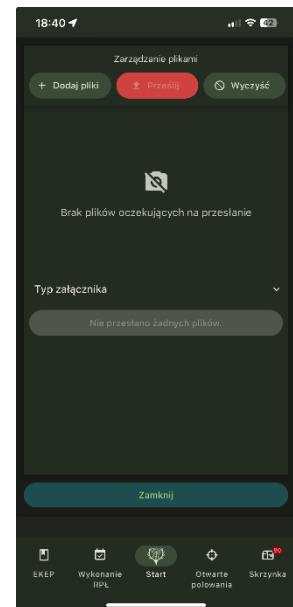 18:40
42
Zarządzanie plikami
+ Dodaj pliki
Prześlij
Wyczyść
Brak plików oczekujących na przesłanie
Typ załącznika
Nie przesłano żadnych plików.
Zamknij
90
EKEP
Wykonanie RPŁ
Start
Otwarte polowania
Skrzynka